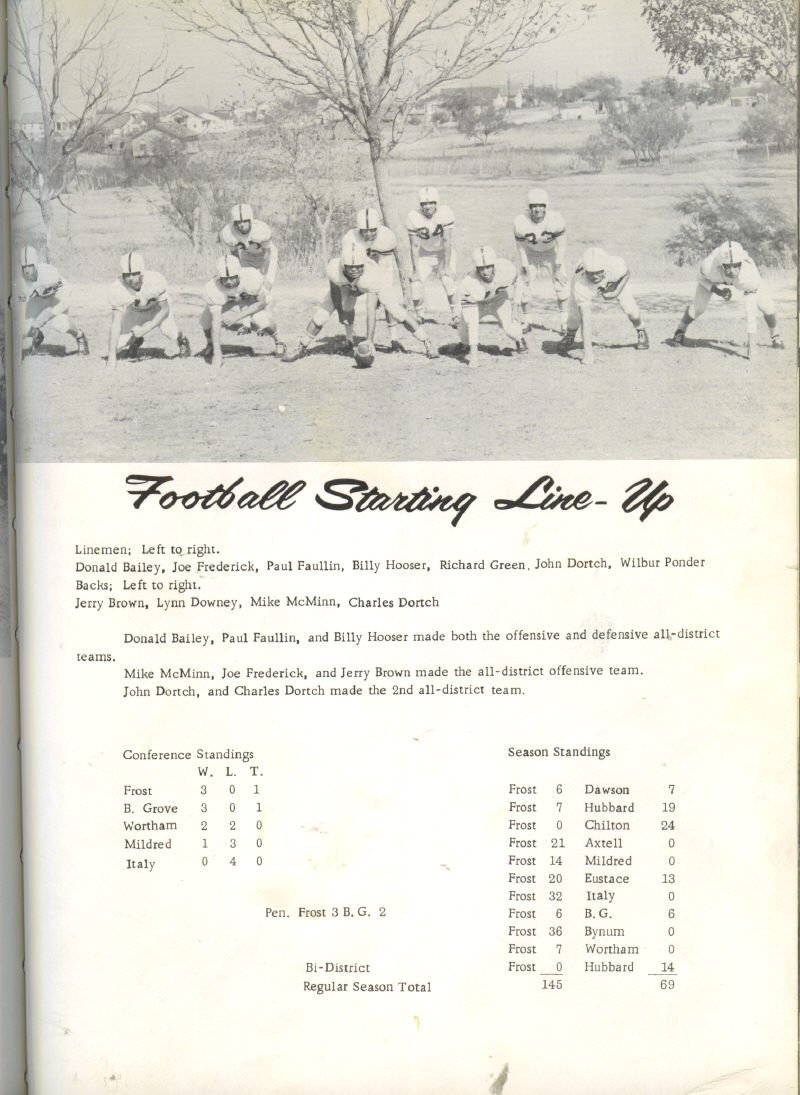 34
33
Football Starting Line-Up
Linemen; Left to right.
Donald Bailey, Joe Frederick, Paul Faullin, Billy Hooser, Richard Green, John Dortch, Wilbur Ponder
Backs; Left to right.
Jerry Brown, Lynn Downey, Mike McMinn, Charles Dortch
Donald Bailey, Paul Faullin, and Billy Hooser made both the offensive and defensive all-district
teams.
Mike McMinn, Joe Frederick, and Jerry Brown made the all-district offensive team.
John Dortch, and Charles Dortch made the 2nd all-district team.
Conference Standings
W. L. T.
Frost 3 0 1
B. Grove 3 0 1
Wortham 2 2 0
Mildred 1 3 0
Italy 0 4 0
Pen. Frost 3 B.G. 2
Season Standings
Frost 6 Dawson 7
Frost 7 Hubbard 19
Frost 0 Chilton 24
Frost 21 Axtell 0
Frost 14 Mildred 0
Frost 20 Eustace 13
Frost 32 Italy 0
Frost 6 B.G. 6
Frost 36 Bynum 0
Frost 7 Wortham 0
Bi-District Frost 0 Hubbard 14
Regular Season Total 145 69